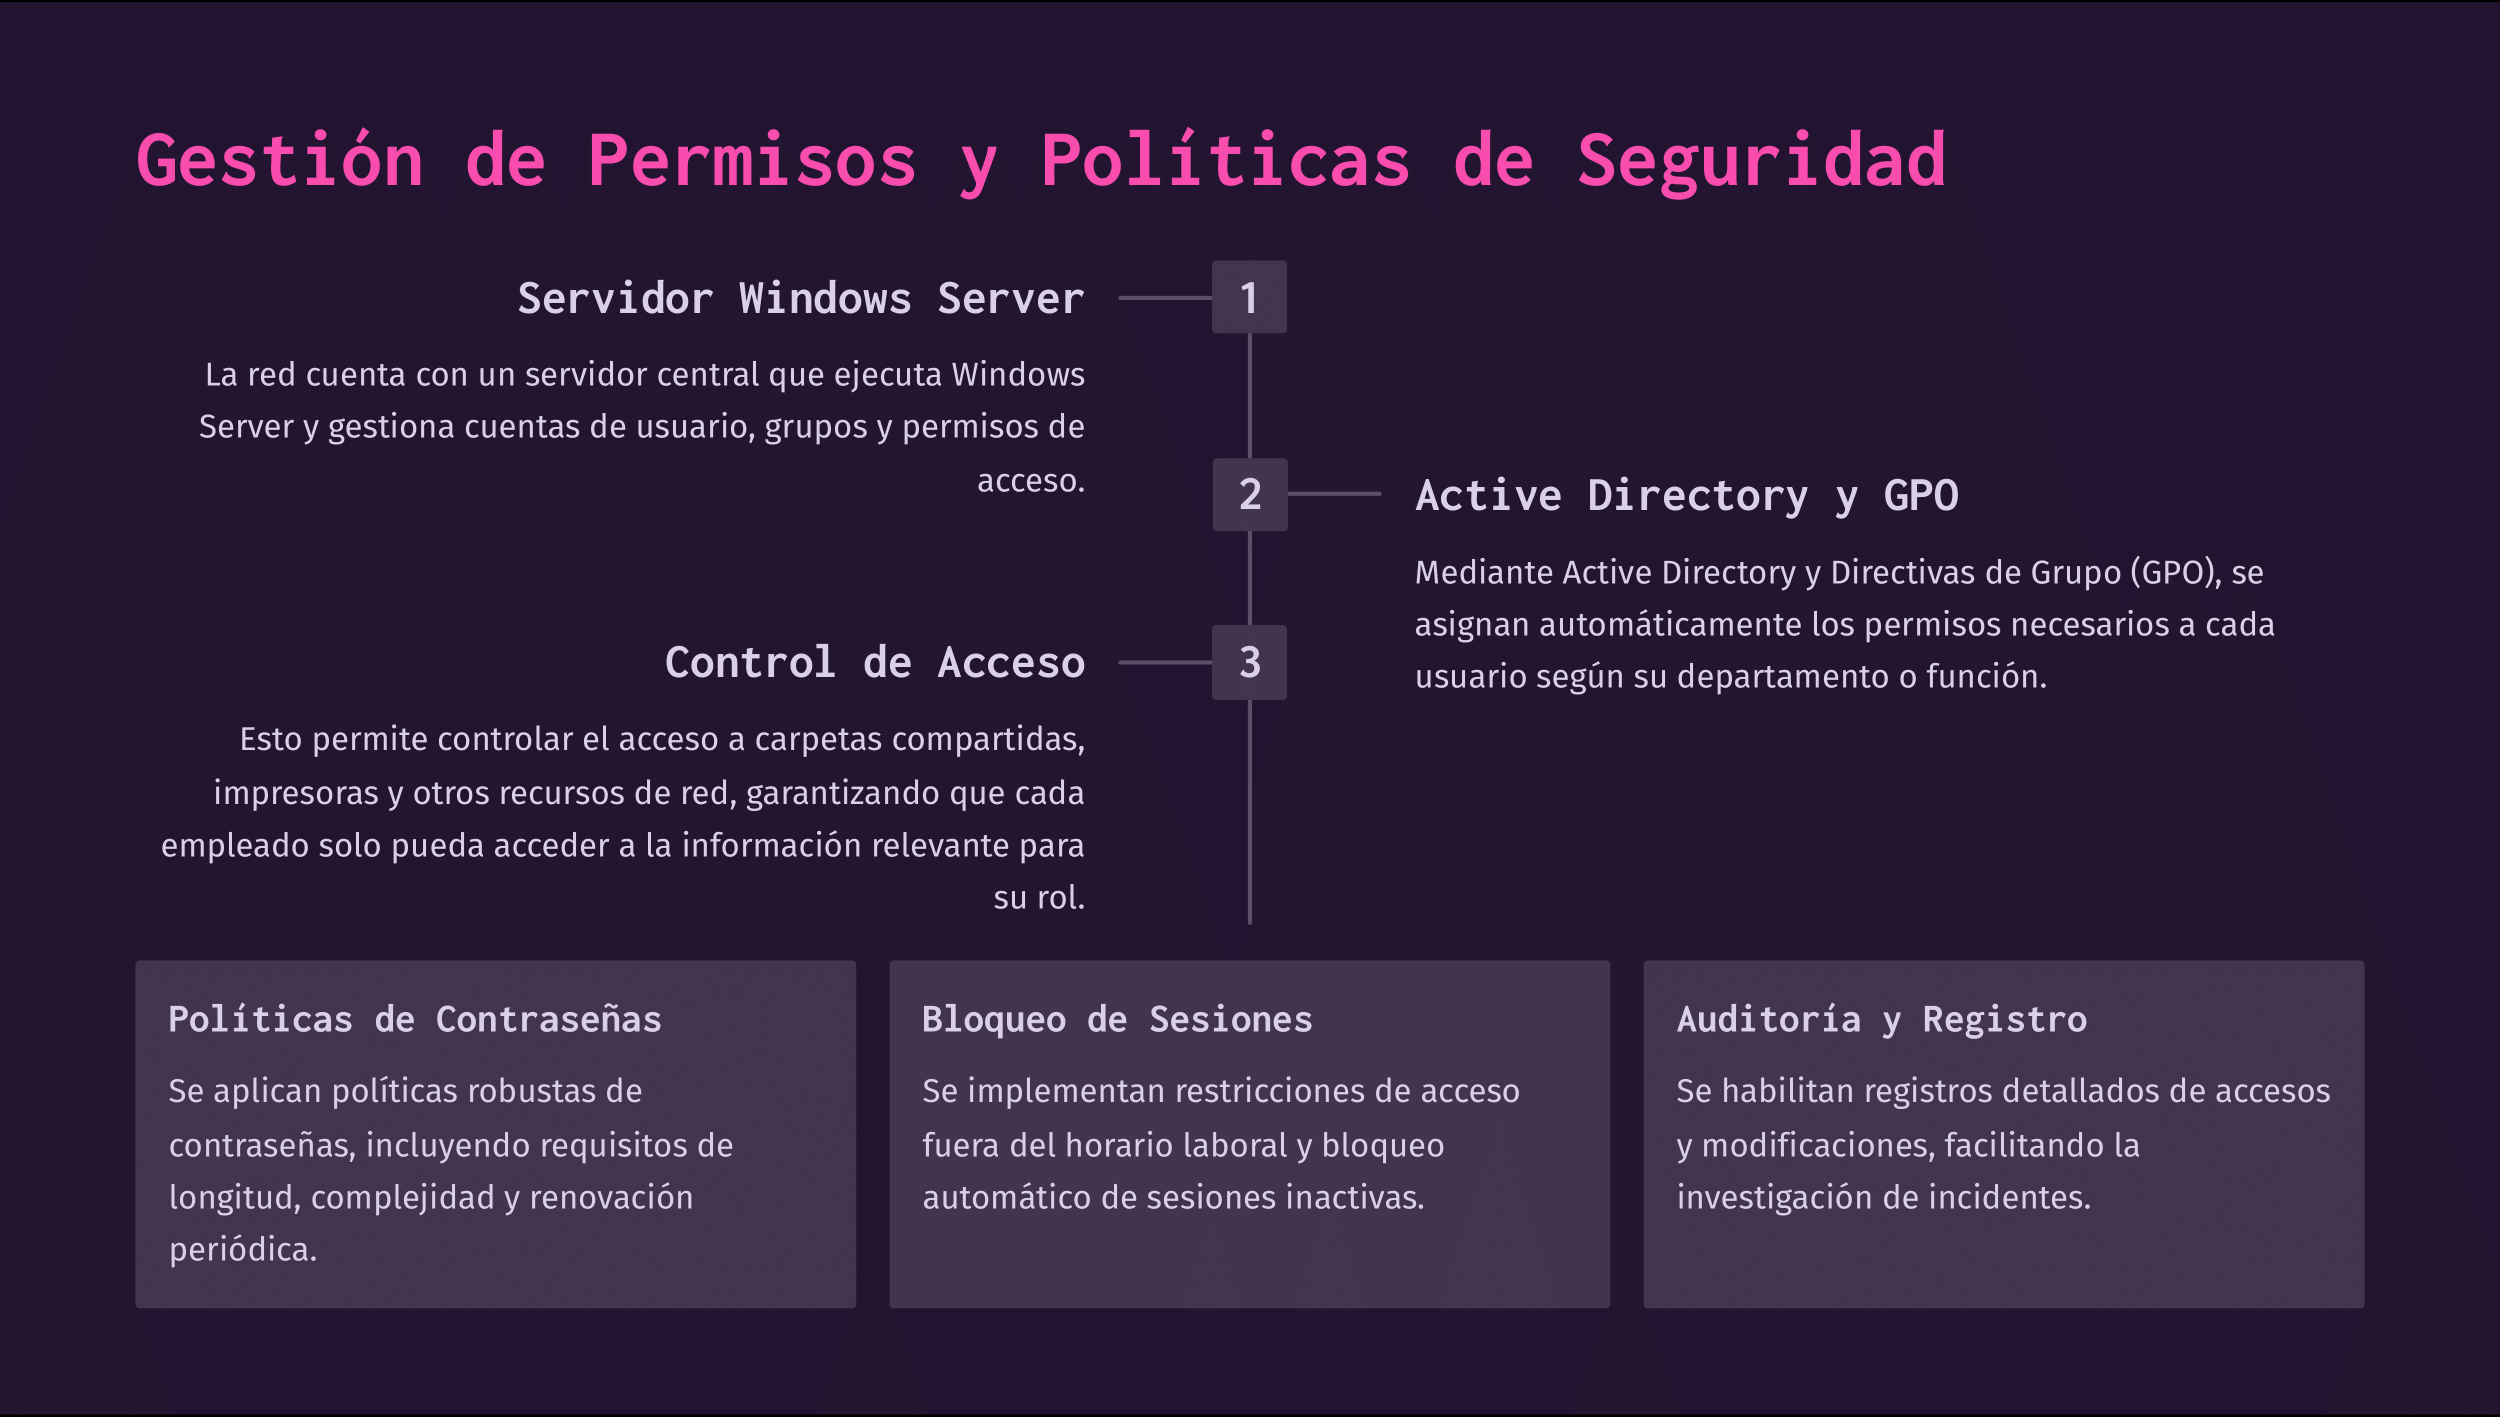 Gestión de Permisos y Políticas de Seguridad
Servidor Windows Server
1
La red cuenta con un servidor central que ejecuta Windows
Server y gestiona cuentas de usuario, grupos y permisos de
acceso.
2
Active Directory y GPO
Mediante Active Directory y Directivas de Grupo (GPO), se
asignan automáticamente los permisos necesarios a cada
usuario según su departamento o función.
Control de Acceso
3
Esto permite controlar el acceso a carpetas compartidas,
impresoras y otros recursos de red, garantizando que cada
empleado solo pueda acceder a la información relevante para
su rol.
Políticas de Contraseñas
Se aplican políticas robustas de
contraseñas, incluyendo requisitos de
longitud, complejidad y renovación
periódica.
Bloqueo de Sesiones
Se implementan restricciones de acceso
fuera del horario laboral y bloqueo
automático de sesiones inactivas.
Auditoría y Registro
Se habilitan registros detallados de accesos
y modificaciones, facilitando la
investigación de incidentes.